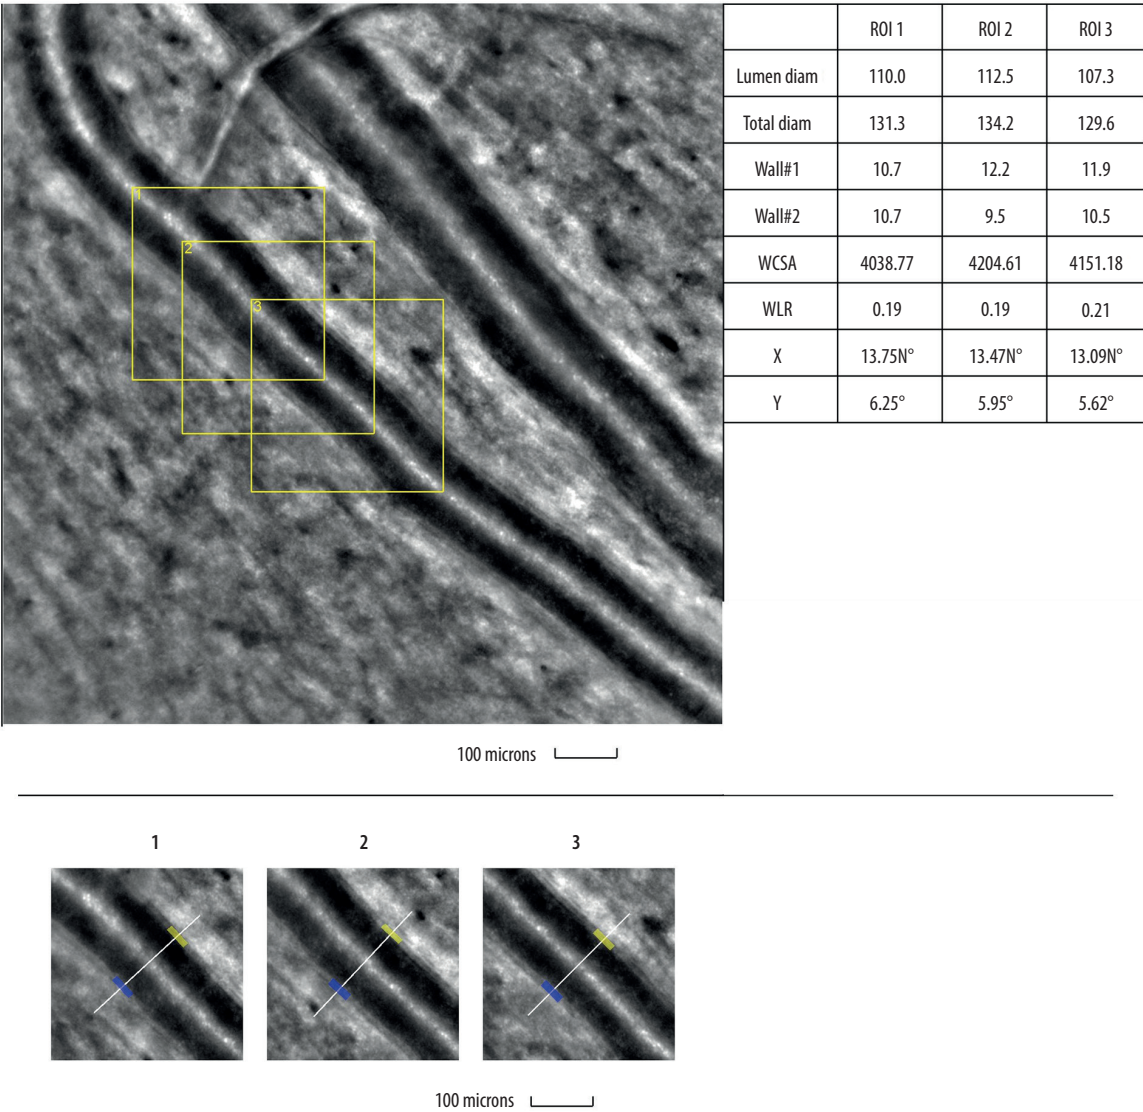 ROI 1 ROI 2 ROI 3
Lumen diam 110.0 112.5 107.3
Total diam 131.3 134.2 129.6
Wall#1 10.7 12.2 11.9
Wall#2 10.7 9.5 10.5
WCSA 4038.77 4204.61 4151.18
WLR 0.19 0.19 0.21
X 13.75N° 13.47N° 13.09N°
Y 6.25° 5.95° 5.62°
1
2
3
100 microns
1 2 3
100 microns